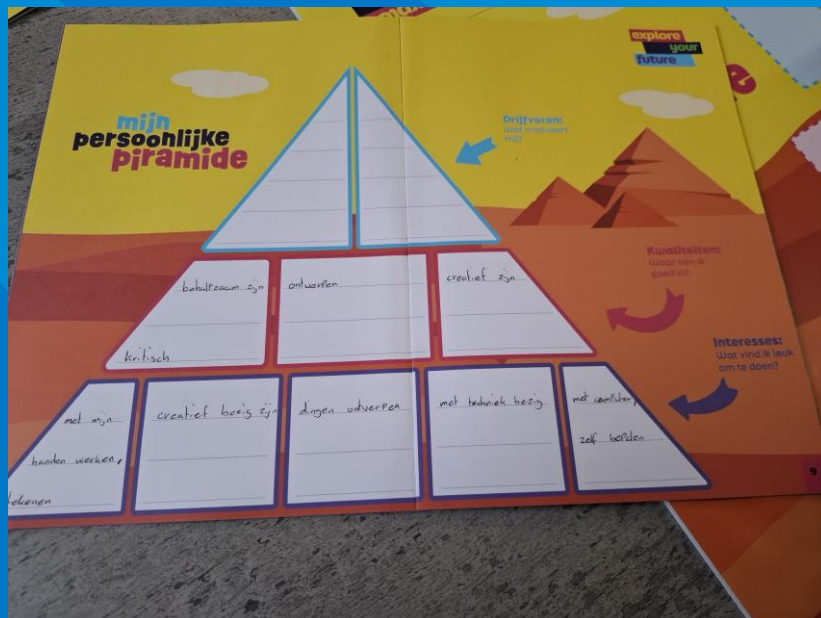 explore
your
future
mijn
persoonlijke
piramide
Drijfveren:
Wat motiveert
mij?
Kwaliteiten:
Waar ben ik
goed in?
behulpzaam zijn
kritisch
ontwerpen
creatief zijn
Interesses:
Wat vind ik leuk
om te doen?
met mijn
handen werken,
tekenen
creatief bezig zijn
dingen ontwerpen
met techniek bezig
met computer,
zelf
9